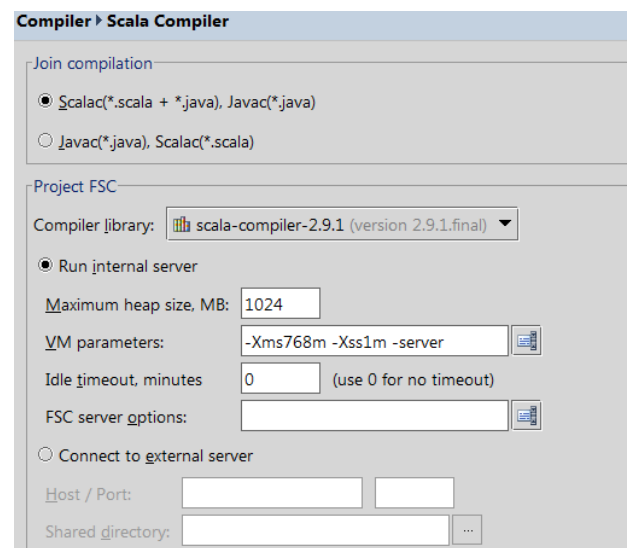 Compiler ▸ Scala Compiler
Join compilation
Scalac(*.scala + *.java), Javac(*.java)
Javac(*.java), Scalac(*.scala)
Project FSC
Compiler library: scala-compiler-2.9.1 (version 2.9.1.final)
Run internal server
Maximum heap size, MB: 1024
VM parameters: -Xms768m -Xss1m -server
Idle timeout, minutes 0 (use 0 for no timeout)
FSC server options:
Connect to external server
Host / Port:
Shared directory: ...